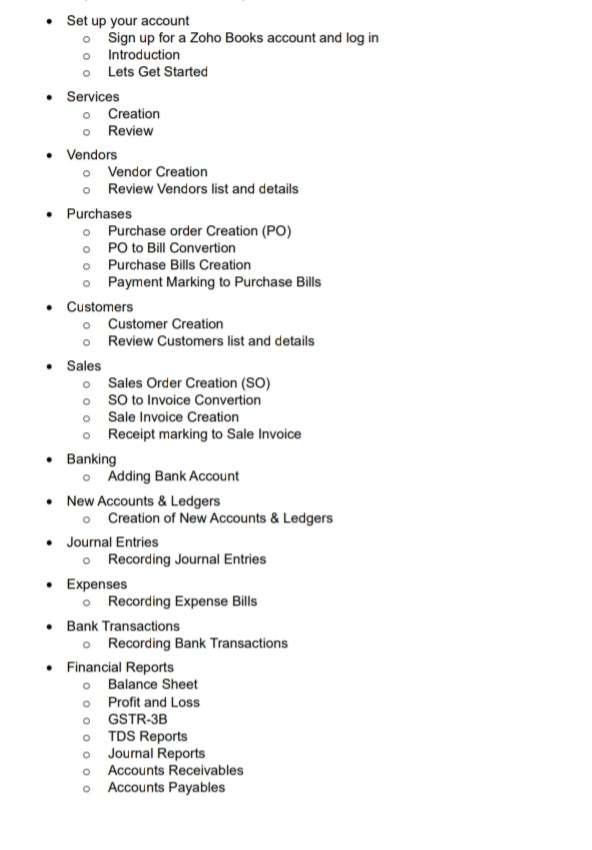 • Set up your account
o Sign up for a Zoho Books account and log in
o Introduction
o Lets Get Started
• Services
o Creation
o Review
• Vendors
o Vendor Creation
o Review Vendors list and details
• Purchases
o Purchase order Creation (PO)
o PO to Bill Convertion
o Purchase Bills Creation
o Payment Marking to Purchase Bills
• Customers
o Customer Creation
o Review Customers list and details
• Sales
o Sales Order Creation (SO)
o SO to Invoice Convertion
o Sale Invoice Creation
o Receipt marking to Sale Invoice
• Banking
o Adding Bank Account
• New Accounts & Ledgers
o Creation of New Accounts & Ledgers
• Journal Entries
o Recording Journal Entries
• Expenses
o Recording Expense Bills
• Bank Transactions
o Recording Bank Transactions
• Financial Reports
o Balance Sheet
o Profit and Loss
o GSTR-3B
o TDS Reports
o Journal Reports
o Accounts Receivables
o Accounts Payables